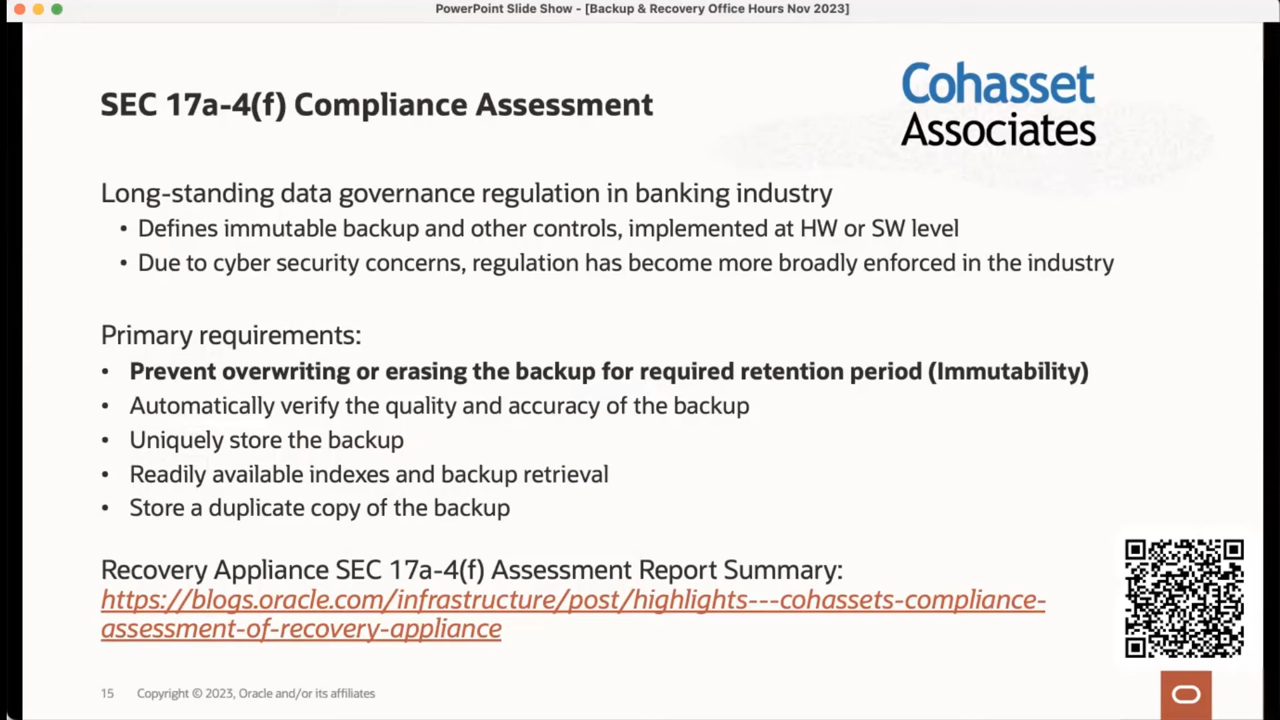 PowerPoint Slide Show - [Backup & Recovery Office Hours Nov 2023]
Cohasset
Associates
SEC 17a-4(f) Compliance Assessment
Long-standing data governance regulation in banking industry
• Defines immutable backup and other controls, implemented at HW or SW level
• Due to cyber security concerns, regulation has become more broadly enforced in the industry
Primary requirements:
• Prevent overwriting or erasing the backup for required retention period (Immutability)
• Automatically verify the quality and accuracy of the backup
• Uniquely store the backup
• Readily available indexes and backup retrieval
• Store a duplicate copy of the backup
Recovery Appliance SEC 17a-4(f) Assessment Report Summary:
https://blogs.oracle.com/infrastructure/post/highlights---cohassets-compliance-
assessment-of-recovery-appliance
15 Copyright © 2023, Oracle and/or its affiliates